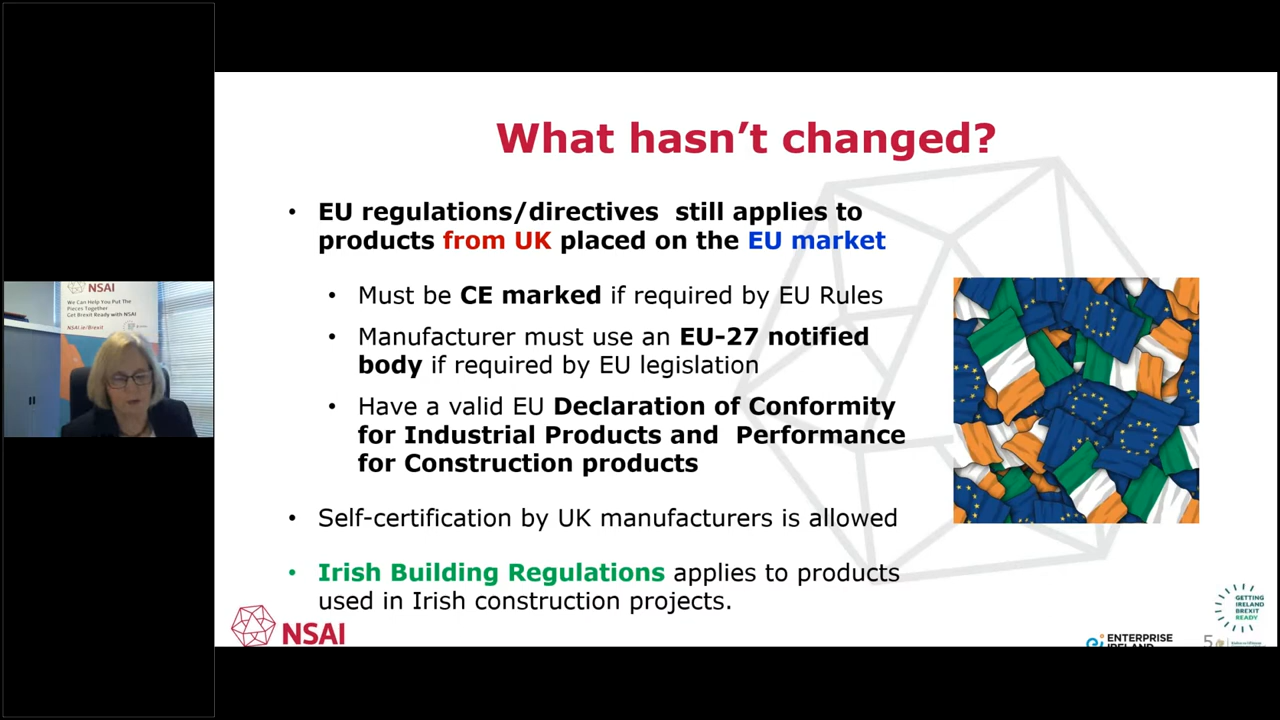 NSAI
We Can Help You Put The
Pieces Together
Get Brexit Ready with NSAI
NSAI.ie/Brexit
What hasn’t changed?
• EU regulations/directives  still applies to
products from UK placed on the EU market
• Must be CE marked if required by EU Rules
• Manufacturer must use an EU-27 notified
body if required by EU legislation
• Have a valid EU Declaration of Conformity
for Industrial Products and  Performance
for Construction products
• Self-certification by UK manufacturers is allowed
• Irish Building Regulations applies to products
used in Irish construction projects.
NSAI
GETTING
IRELAND
BREXIT
READY
ENTERPRISE
IRELAND
5